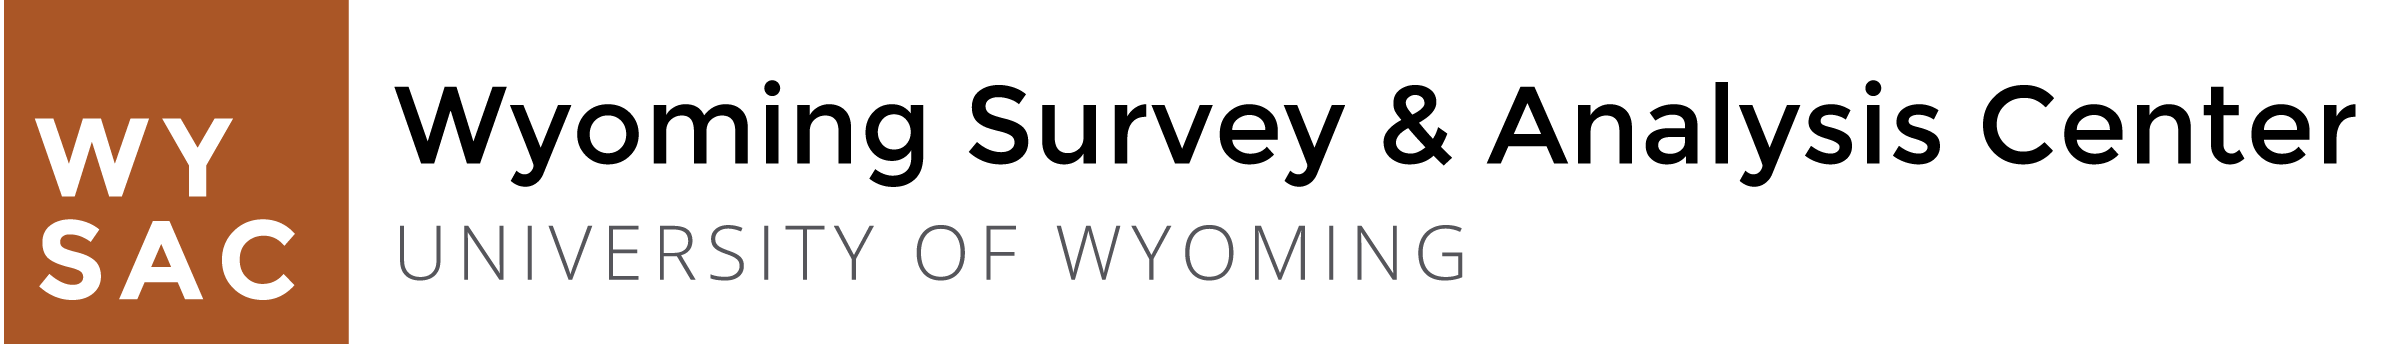 WY
SAC
Wyoming Survey & Analysis Center
UNIVERSITY OF WYOMING